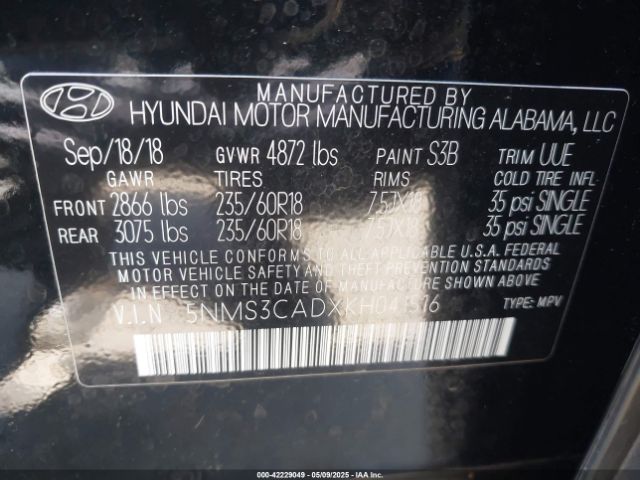 MANUFACTURED BY
HYUNDAI MOTOR MANUFACTURING ALABAMA, LLC
Sep/18/18 GVWR 4872 lbs PAINT S3B TRIM UUE
GAWR TIRES RIMS COLD TIRE INFL
FRONT 2866 lbs 235/60R18 7.5JX18 35 psi SINGLE
REAR 3075 lbs 235/60R18 7.5JX18 35 psi SINGLE
THIS VEHICLE CONFORMS TO ALL APPLICABLE U.S.A. FEDERAL
MOTOR VEHICLE SAFETY AND THEFT PREVENTION STANDARDS
IN EFFECT ON THE DATE OF MANUFACTURE SHOWN ABOVE.
V.I.N 5NMS3CADXKH041516 TYPE: MPV
000-42229049 - 05/09/2025 - IAAI.COM